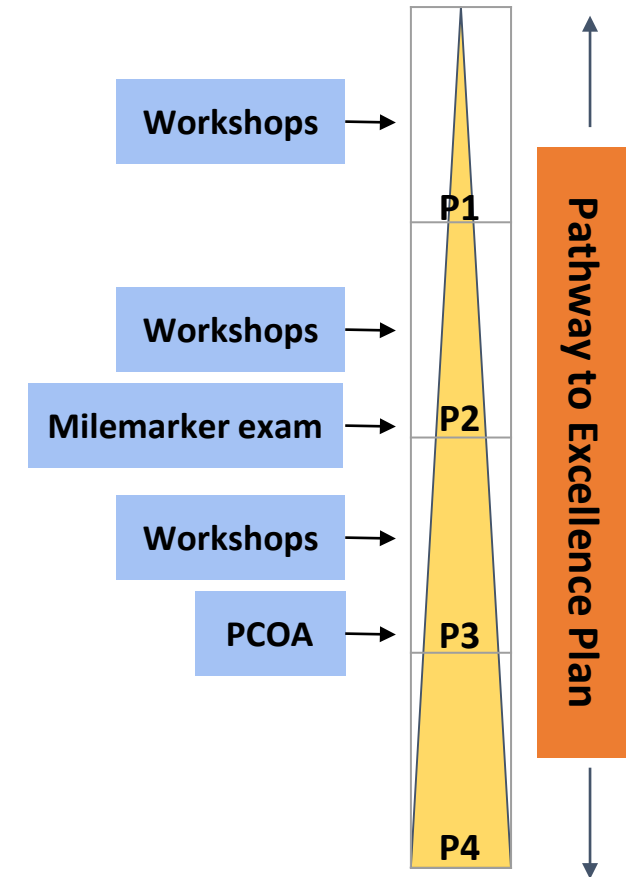 Workshops
P1
Workshops
P2
Milemarker exam
Workshops
PCOA
P3
P4
Pathway to Excellence Plan